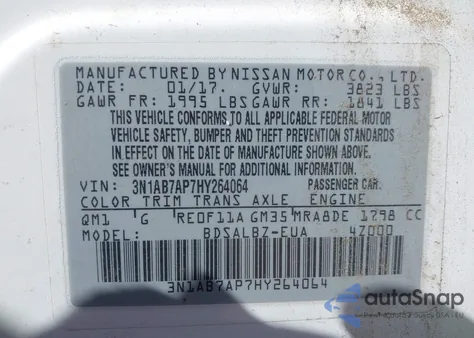 MANUFACTURED BY NISSAN MOTOR CO., LTD.
DATE: 01/17. GVWR: 3823 LBS
GAWR FR: 1995 LBS GAWR RR: 1841 LBS
THIS VEHICLE CONFORMS TO ALL APPLICABLE FEDERAL MOTOR
VEHICLE SAFETY, BUMPER AND THEFT PREVENTION STANDARDS
IN EFFECT ON THE DATE OF MANUFACTURE SHOWN ABOVE.
SEE OWNER'S MANUAL FOR ADDITIONAL INFORMATION.
VIN: 3N1AB7AP7HY264064 PASSENGER CAR.
COLOR TRIM TRANS AXLE ENGINE
QM1 G RE0F11A GM35 MRA8DE 1798 CC
MODEL: BDSALBZ-EUA 4Z000
3N1AB7AP7HY264064
autoSnap